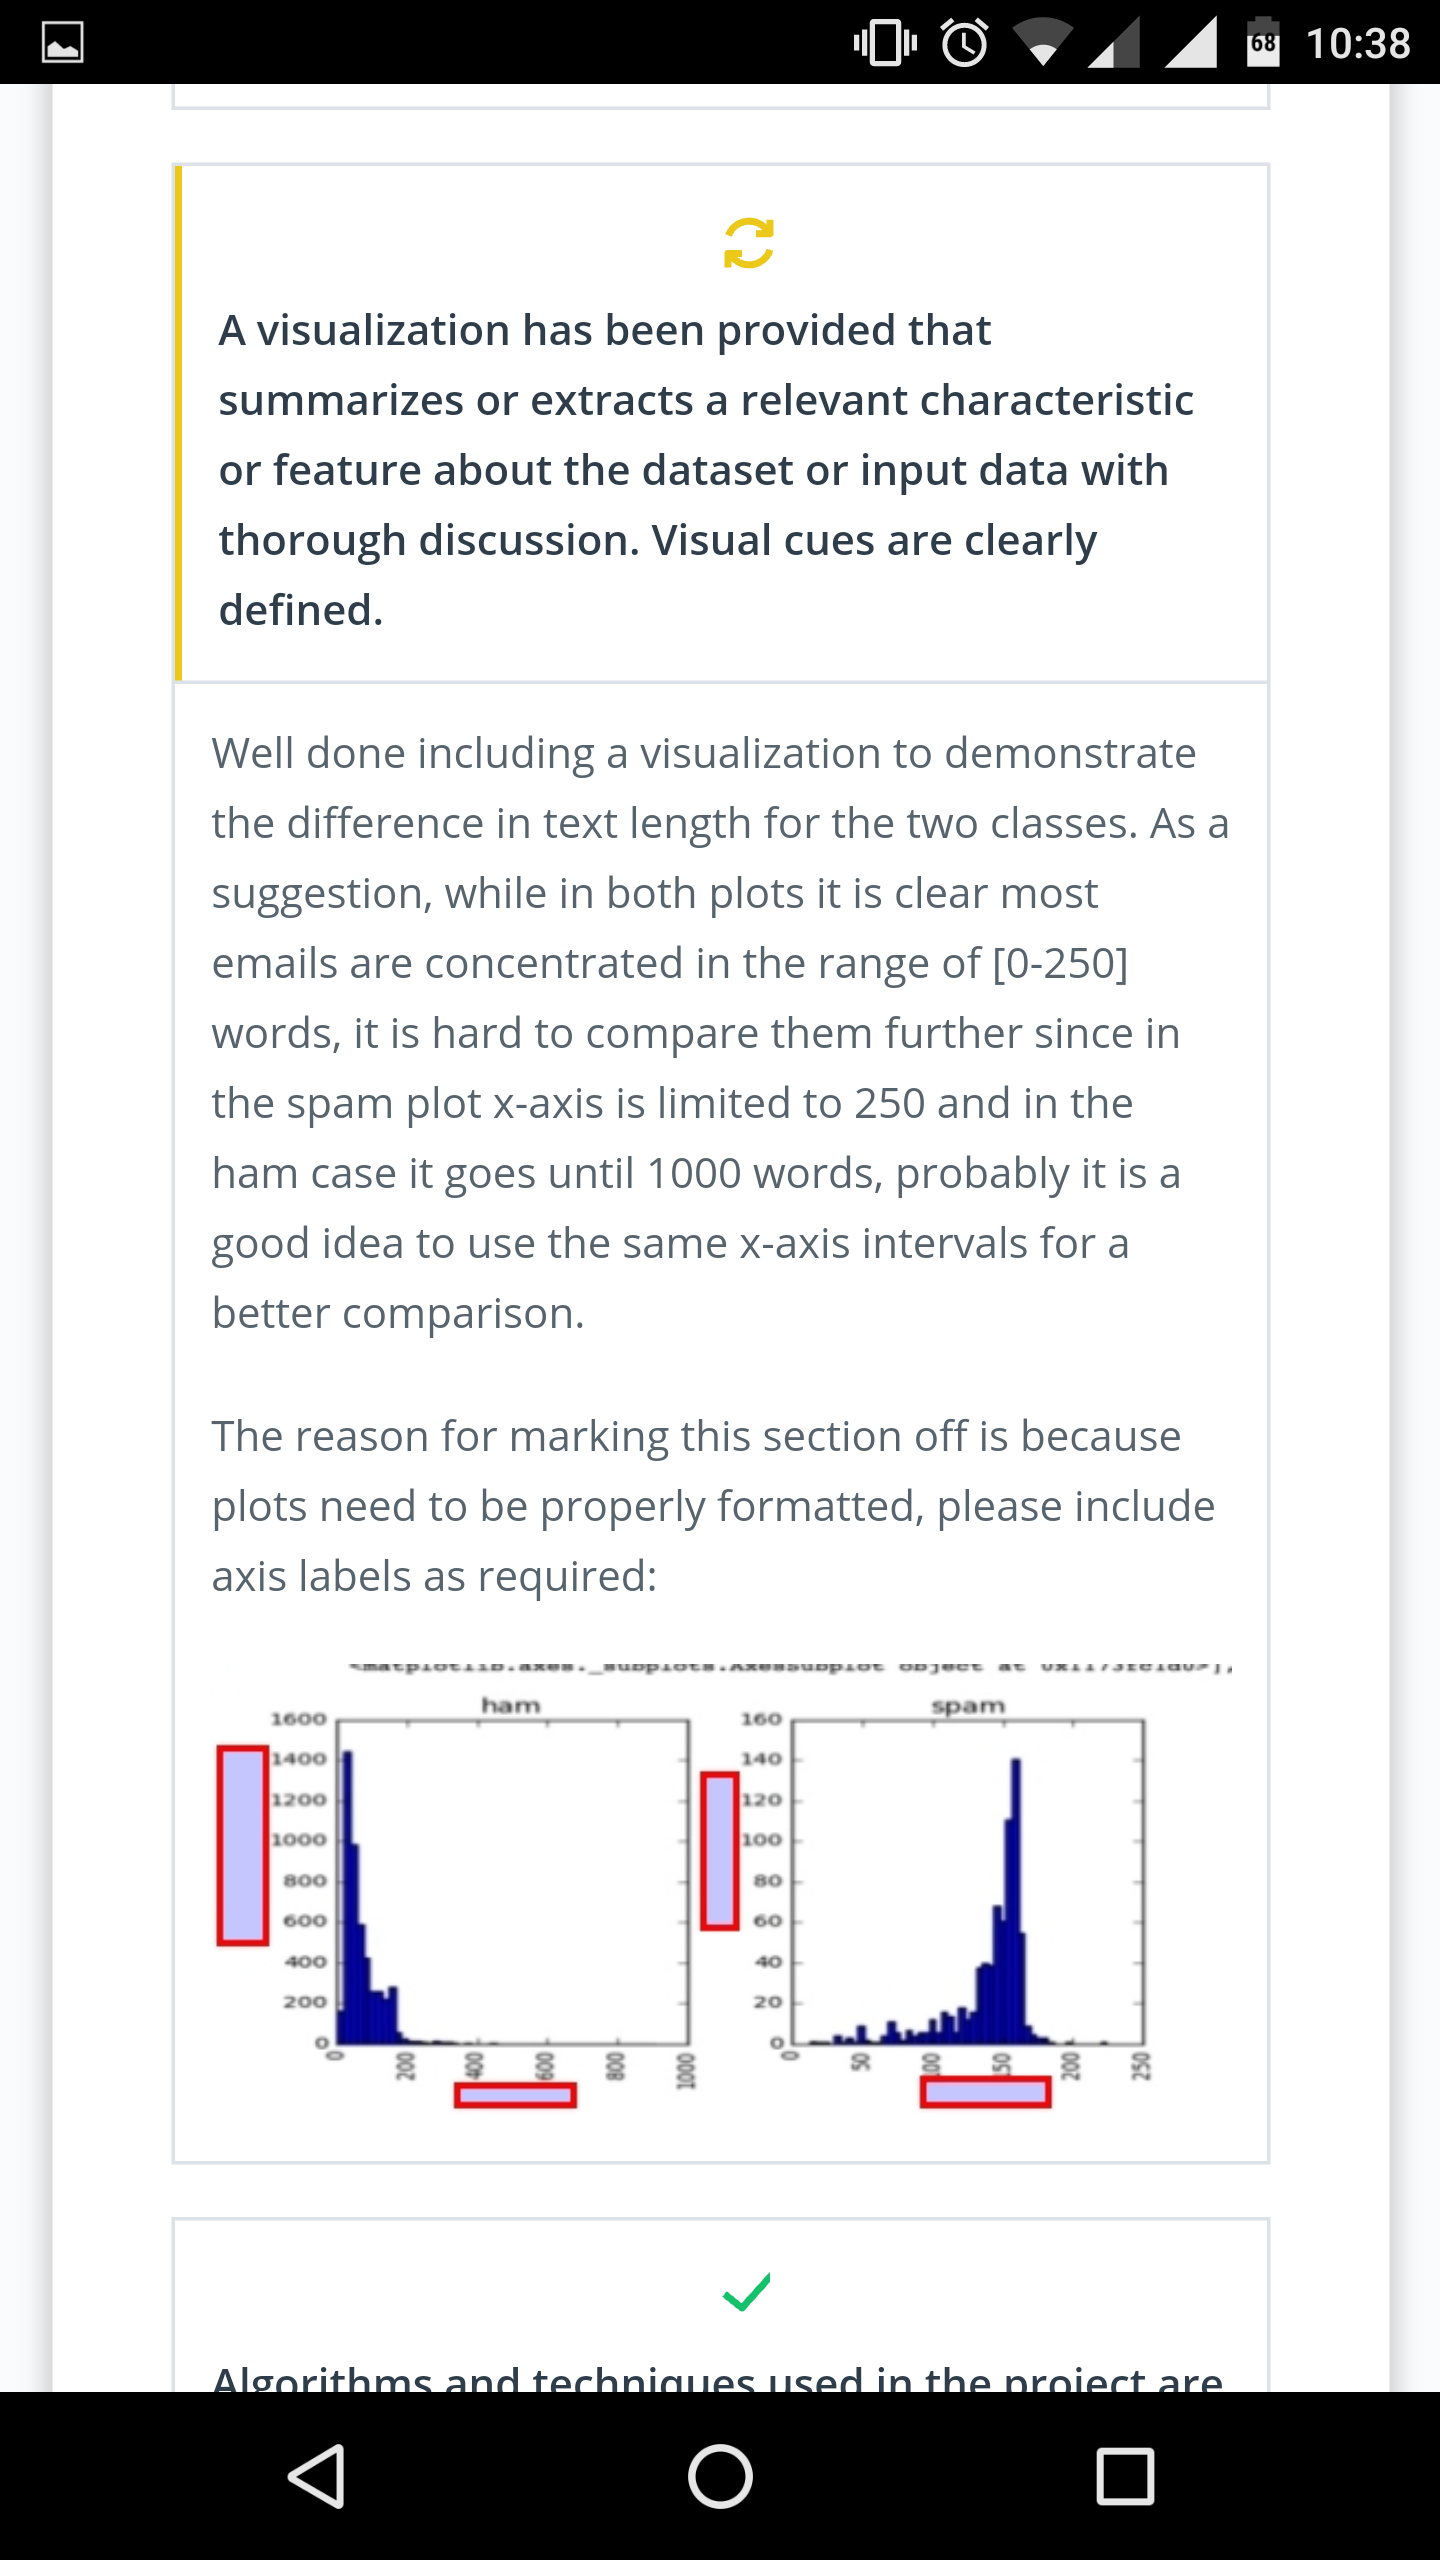 68 10:38
A visualization has been provided that
summarizes or extracts a relevant characteristic
or feature about the dataset or input data with
thorough discussion. Visual cues are clearly
defined.
Well done including a visualization to demonstrate
the difference in text length for the two classes. As a
suggestion, while in both plots it is clear most
emails are concentrated in the range of [0-250]
words, it is hard to compare them further since in
the spam plot x-axis is limited to 250 and in the
ham case it goes until 1000 words, probably it is a
good idea to use the same x-axis intervals for a
better comparison.
The reason for marking this section off is because
plots need to be properly formatted, please include
axis labels as required:
<matplotlib.axes._subplots.AxesSubplot object at
ham
1600
1400
1200
1000
800
600
400
200
0
0 200 400 600 800 1000
spam
160
140
120
100
80
60
40
20
0
0 50 100 150 200 250
Algorithms and techniques used in the project are